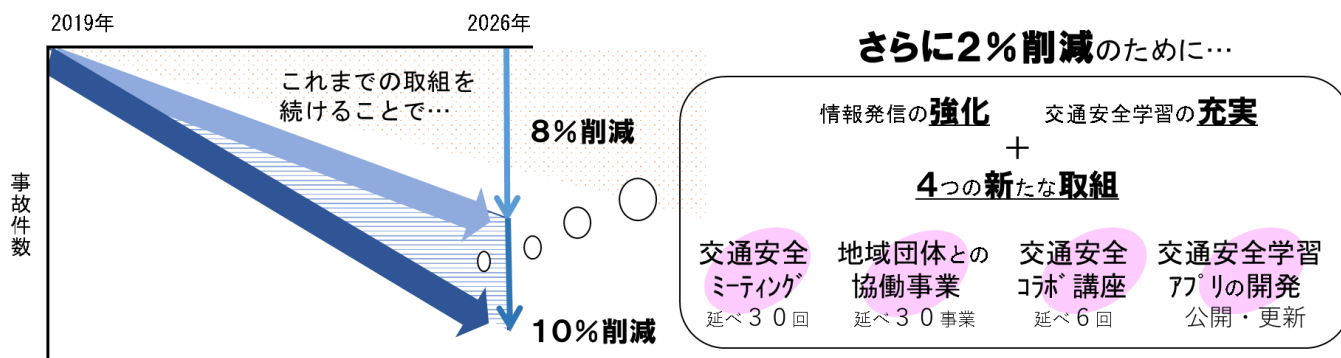 2019年
2026年
これまでの取組を
続けることで…
8%削減
10%削減
事故件数
さらに2%削減のために…
情報発信の強化 交通安全学習の充実
+
4つの新たな取組
交通安全
ミーティング
延べ30回
地域団体との
協働事業
延べ30事業
交通安全
コラボ講座
延べ6回
交通安全学習
アプリの開発
公開・更新